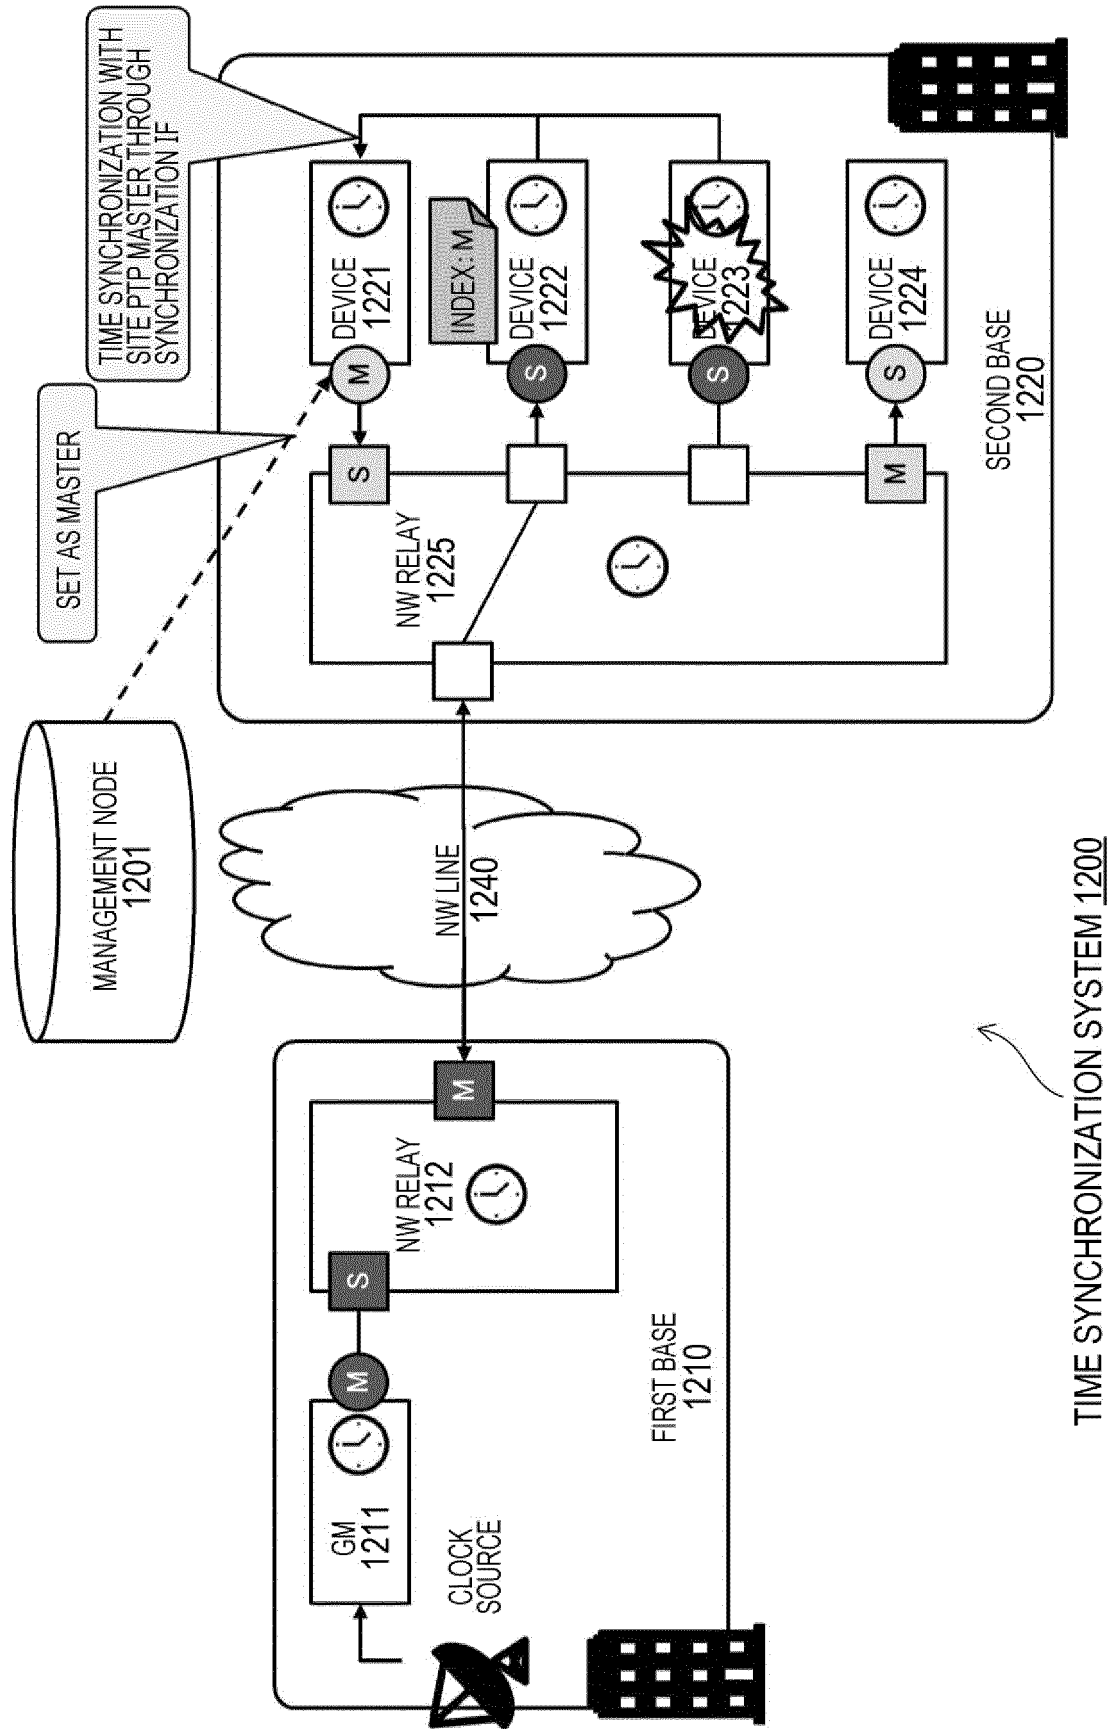 TIME SYNCHRONIZATION WITH
SITE PTP MASTER THROUGH
SYNCHRONIZATION IF
SET AS MASTER
MANAGEMENT NODE
1201
CLOCK
SOURCE
GM
1211
M
S
NW RELAY
1212
M
FIRST BASE
1210
NW LINE
1240
NW RELAY
1225
S
M
DEVICE
1221
INDEX: M
S
DEVICE
1222
S
DEVICE
1223
M
S
DEVICE
1224
SECOND BASE
1220
TIME SYNCHRONIZATION SYSTEM 1200